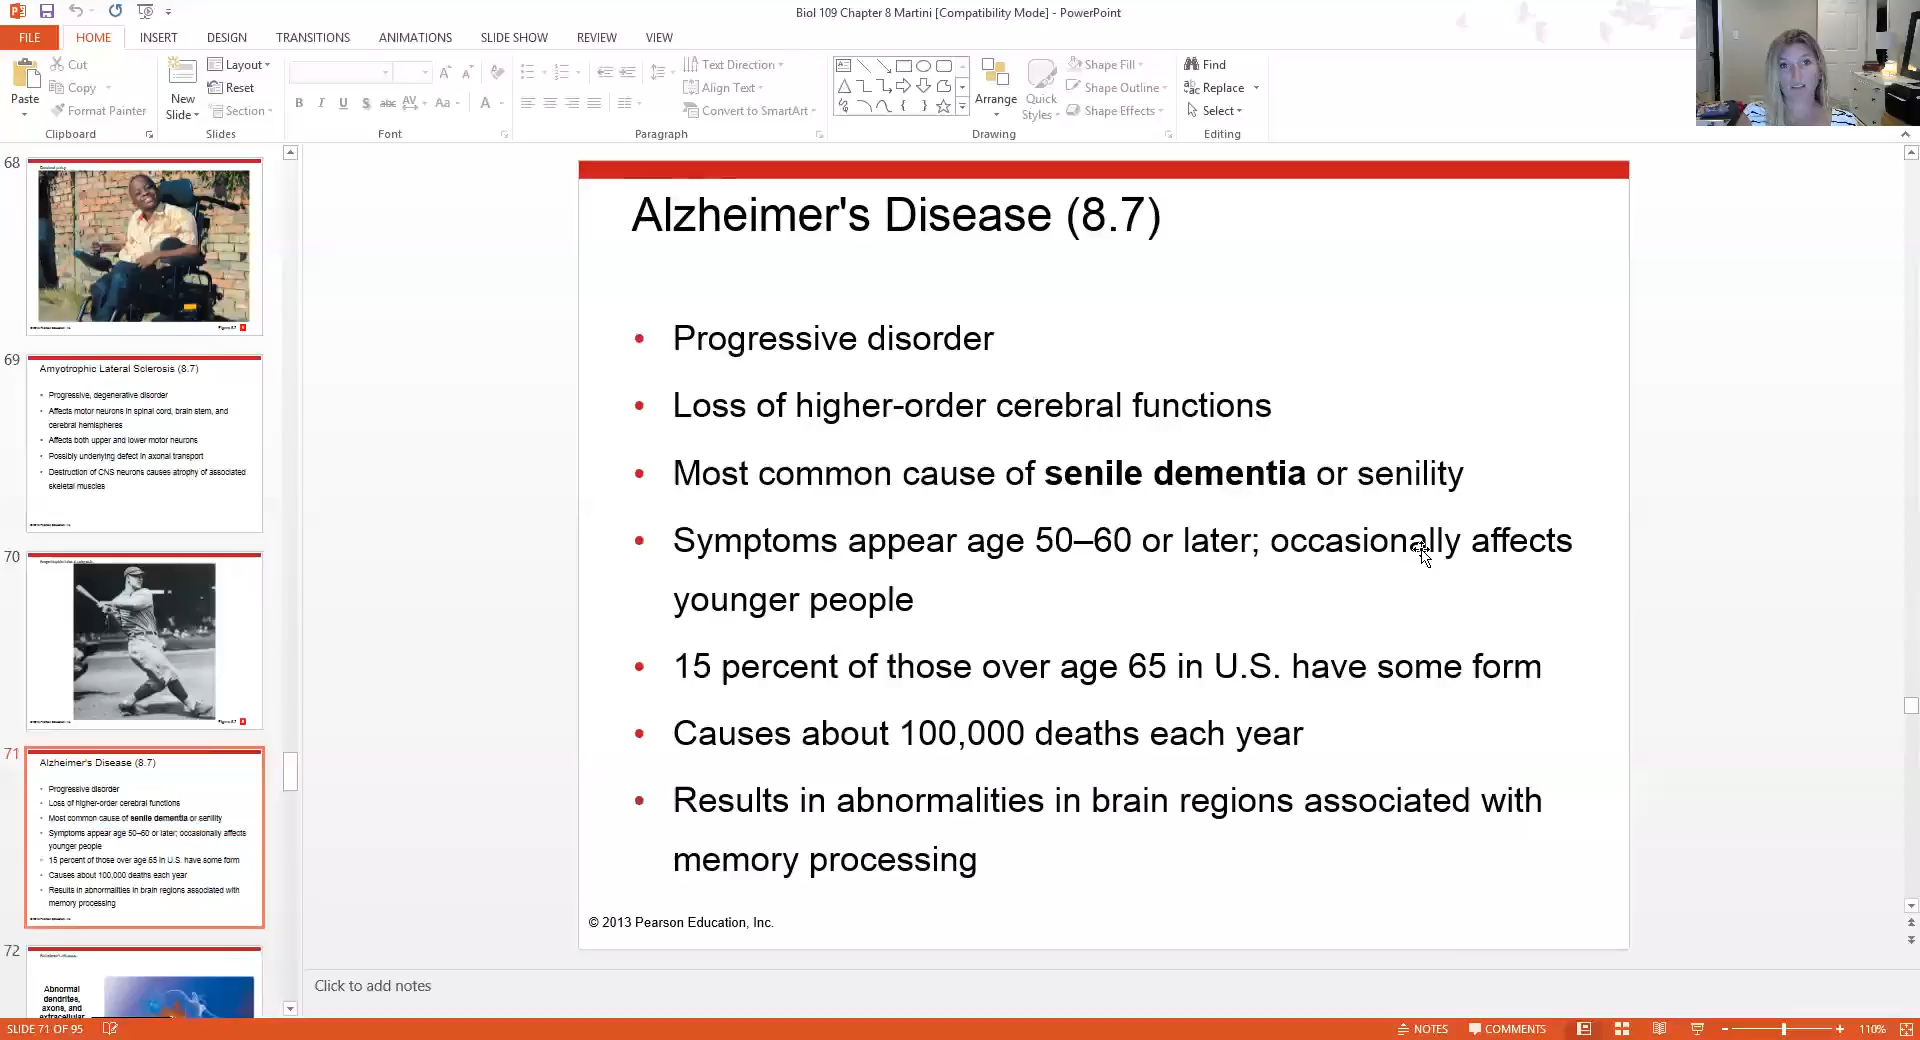 Biol 109 Chapter 8 Martini [Compatibility Mode] - PowerPoint
FILE HOME INSERT DESIGN TRANSITIONS ANIMATIONS SLIDE SHOW REVIEW VIEW
Paste
Cut
Copy
Format Painter
Clipboard
New
Slide
Layout
Reset
Section
Slides
B I U S abc AV Aa A
Font
Text Direction
Align Text
Convert to SmartArt
Paragraph
Arrange
Quick
Styles
Shape Fill
Shape Outline
Shape Effects
Drawing
Find
Replace
Select
Editing
68
69
Amyotrophic Lateral Sclerosis (8.7)
• Progressive, degenerative disorder
• Affects motor neurons in spinal cord, brain stem, and
cerebral hemispheres
• Affects both upper and lower motor neurons
• Possibly underlying defect in axonal transport
• Destruction of CNS neurons causes atrophy of associated
skeletal muscles
70
71
Alzheimer's Disease (8.7)
• Progressive disorder
• Loss of higher-order cerebral functions
• Most common cause of senile dementia or senility
• Symptoms appear age 50–60 or later; occasionally affects
younger people
• 15 percent of those over age 65 in U.S. have some form
• Causes about 100,000 deaths each year
• Results in abnormalities in brain regions associated with
memory processing
72
Abnormal
dendrites,
axons, and
extracellular
Alzheimer's Disease (8.7)
• Progressive disorder
• Loss of higher-order cerebral functions
• Most common cause of senile dementia or senility
• Symptoms appear age 50–60 or later; occasionally affects
younger people
• 15 percent of those over age 65 in U.S. have some form
• Causes about 100,000 deaths each year
• Results in abnormalities in brain regions associated with
memory processing
© 2013 Pearson Education, Inc.
Click to add notes
SLIDE 71 OF 95
NOTES COMMENTS 110%